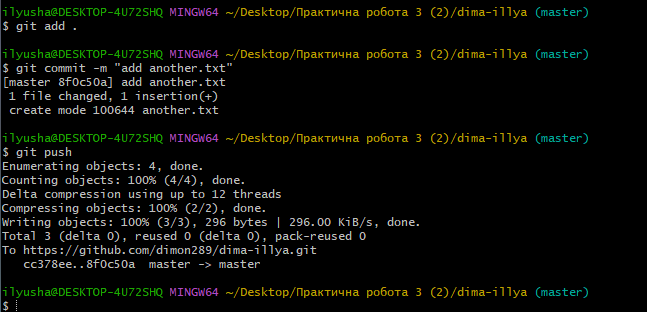 ilyusha@DESKTOP-4U72SHQ MINGW64 ~/Desktop/Практична робота 3 (2)/dima-illya (master)
$ git add .
ilyusha@DESKTOP-4U72SHQ MINGW64 ~/Desktop/Практична робота 3 (2)/dima-illya (master)
$ git commit -m "add another.txt"
[master 8f0c50a] add another.txt
 1 file changed, 1 insertion(+)
 create mode 100644 another.txt
ilyusha@DESKTOP-4U72SHQ MINGW64 ~/Desktop/Практична робота 3 (2)/dima-illya (master)
$ git push
Enumerating objects: 4, done.
Counting objects: 100% (4/4), done.
Delta compression using up to 12 threads
Compressing objects: 100% (2/2), done.
Writing objects: 100% (3/3), 296 bytes | 296.00 KiB/s, done.
Total 3 (delta 0), reused 0 (delta 0), pack-reused 0
To https://github.com/dimon289/dima-illya.git
   cc378ee..8f0c50a  master -> master
ilyusha@DESKTOP-4U72SHQ MINGW64 ~/Desktop/Практична робота 3 (2)/dima-illya (master)
$